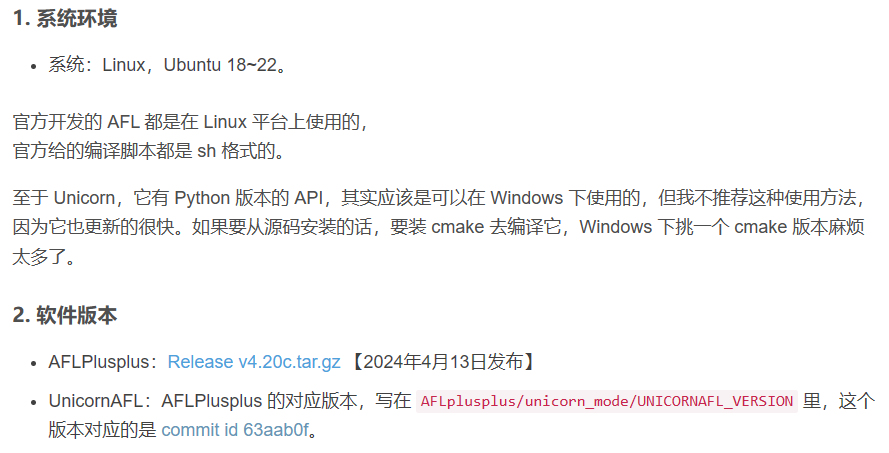 1. 系统环境
• 系统：Linux，Ubuntu 18~22。
官方开发的 AFL 都是在 Linux 平台上使用的，
官方给的编译脚本都是 sh 格式的。
至于 Unicorn，它有 Python 版本的 API，其实应该是可以在 Windows 下使用的，但我不推荐这种使用方法，
因为它也更新的很快。如果要从源码安装的话，要装 cmake 去编译它，Windows 下挑一个 cmake 版本麻烦
太多了。
2. 软件版本
• AFLPlusplus：Release v4.20c.tar.gz 【2024年4月13日发布】
• UnicornAFL：AFLPlusplus 的对应版本，写在 AFLplusplus/unicorn_mode/UNICORNAFL_VERSION 里，这个
版本对应的是 commit id 63aab0f。